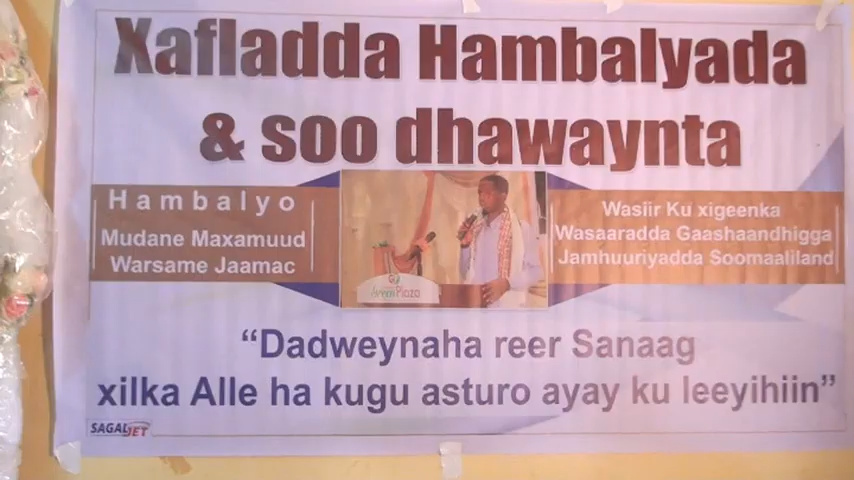 Xafladda Hambalyada
& soo dhawaynta
Hambalyo
Mudane Maxamuud
Warsame Jaamac
Wasiir Ku xigeenka
Wasaaradda Gaashaandhigga
Jamhuuriyadda Soomaaliland
Plaza
“Dadweynaha reer Sanaag
xilka Alle ha kugu asturo ayay ku leeyihiin”
SAGALJET